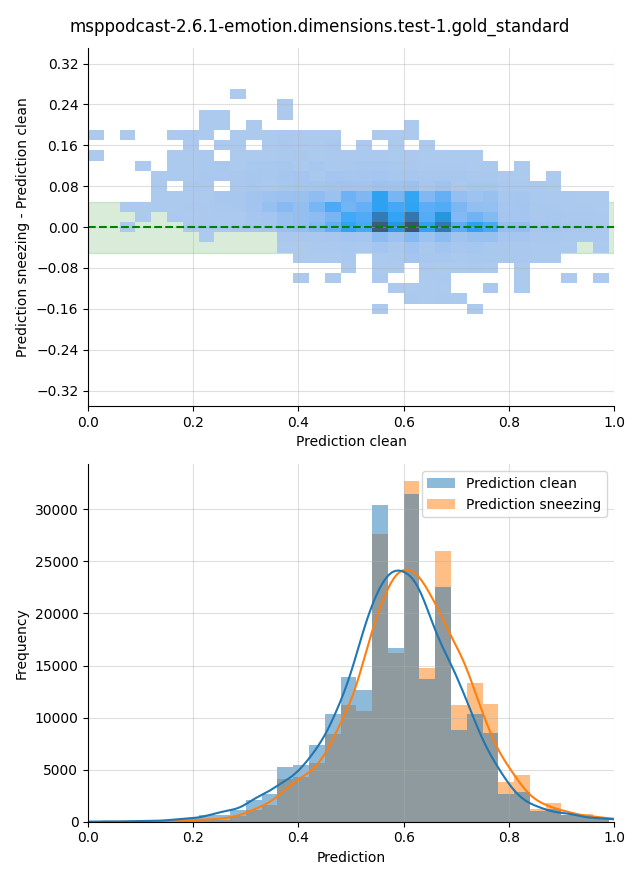 msppodcast-2.6.1-emotion.dimensions.test-1.gold_standard
0.32
0.24
0.16
0.08
0.00
−0.08
−0.16
−0.24
−0.32
Prediction sneezing - Prediction clean
0.0 0.2 0.4 0.6 0.8 1.0
Prediction clean
Prediction clean
Prediction sneezing
30000
25000
20000
15000
10000
5000
0
Frequency
0.0 0.2 0.4 0.6 0.8 1.0
Prediction